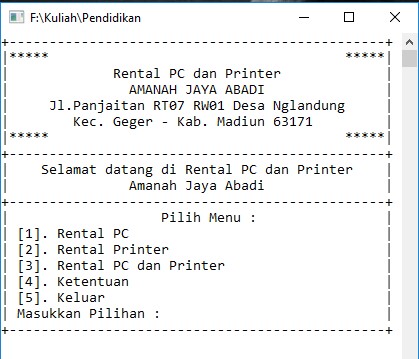 F:\Kuliah\Pendidikan
+------------------------------------------------+
|*****                                      *****|
|             Rental PC dan Printer              |
|               AMANAH JAYA ABADI                |
|     Jl.Panjaitan RT07 RW01 Desa Nglandung      |
|        Kec. Geger - Kab. Madiun 63171          |
|*****                                      *****|
+------------------------------------------------+
|    Selamat datang di Rental PC dan Printer     |
|               Amanah Jaya Abadi                |
+------------------------------------------------+
|                   Pilih Menu :                 |
| [1]. Rental PC                                 |
| [2]. Rental Printer                            |
| [3]. Rental PC dan Printer                     |
| [4]. Ketentuan                                 |
| [5]. Keluar                                    |
| Masukkan Pilihan :                             |
+------------------------------------------------+